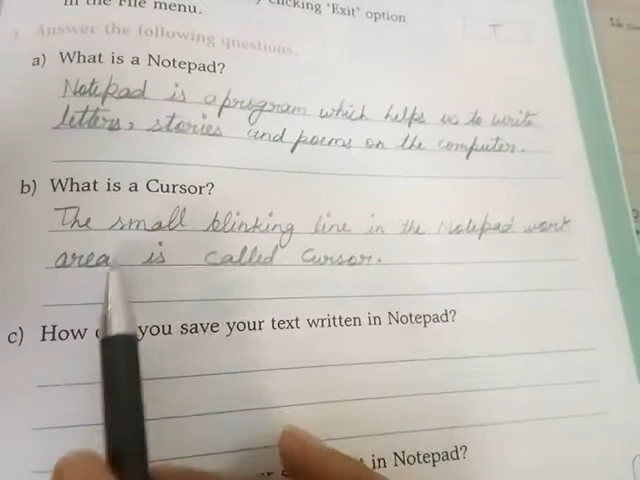 in the File menu.
clicking 'Exit' option
T
Answer the following questions.
a) What is a Notepad?
Notepad is a program which helps us to write
letters, stories and poems on the computer.
b) What is a Cursor?
The small blinking line in the Notepad work
area is called Cursor.
c) How you save your text written in Notepad?
in Notepad?